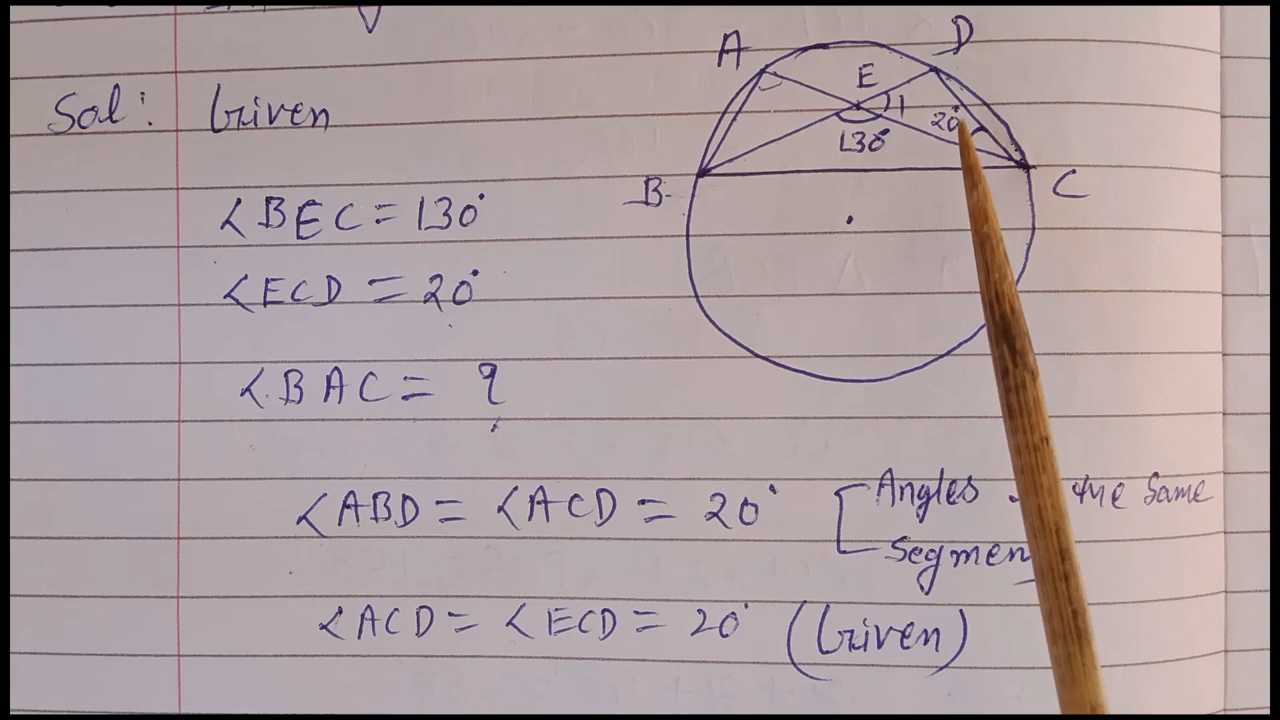 A D
E
Sol: Given
1
20°
130°
B C
∠BEC = 130°
∠ECD = 20°
∠BAC = ?
∠ABD = ∠ACD = 20° [Angles the Same
Segmen
∠ACD = ∠ECD = 20° (Given)